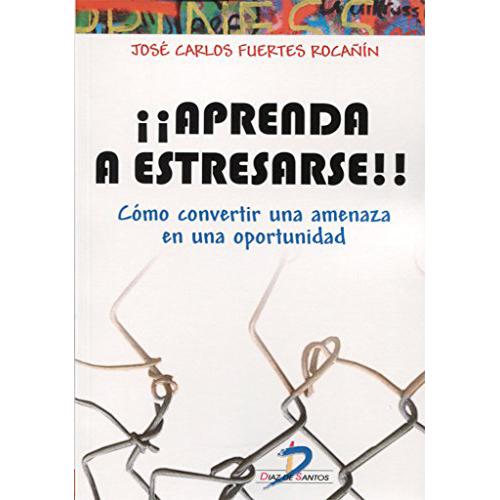 JOSÉ CARLOS FUERTES ROCAÑÍN
¡¡APRENDA
A ESTRESARSE!!
Cómo convertir una amenaza
en una oportunidad
DIAZ DE SANTOS